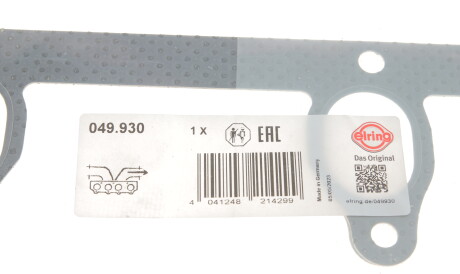 049.930
1 X
EAC
elring
Das Original
Made in Germany
4 041248 214299
elring.de/049930